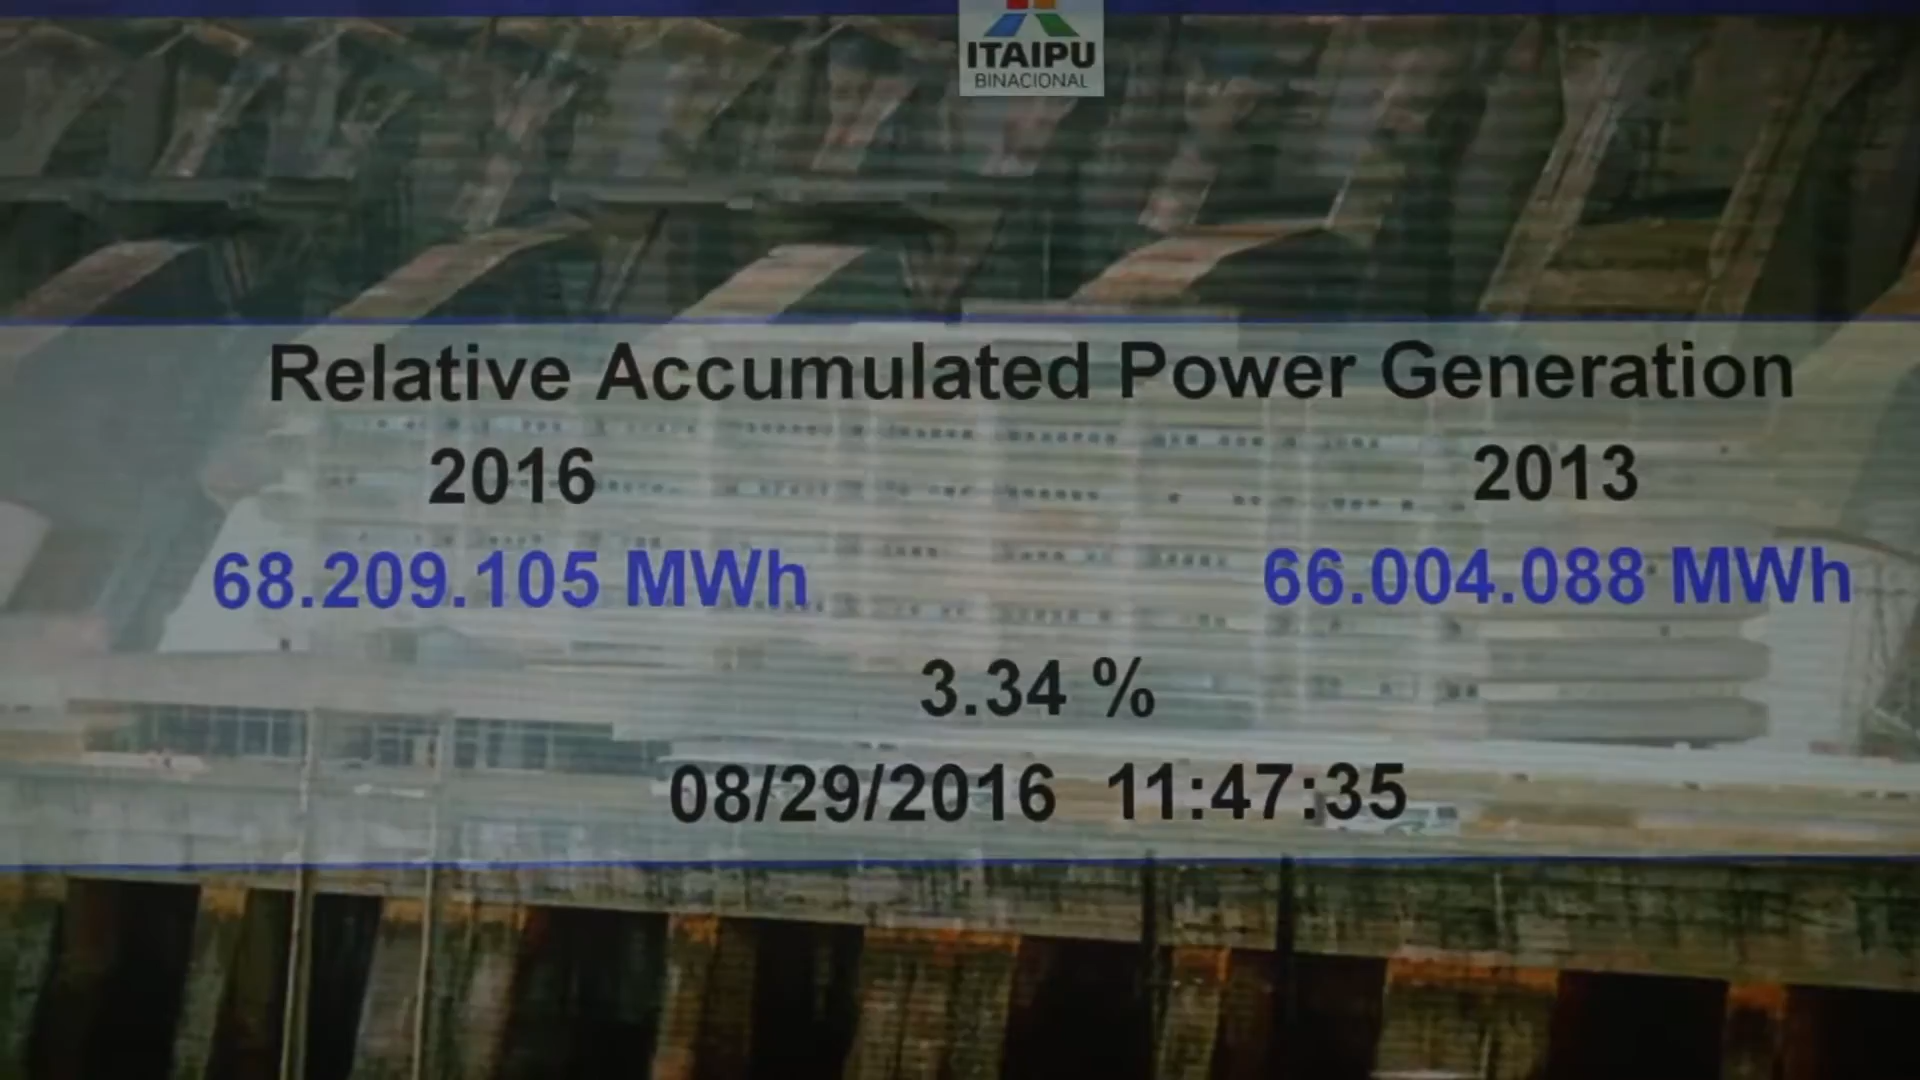 ITAIPU
BINACIONAL
Relative Accumulated Power Generation
2016 2013
68.209.105 MWh 66.004.088 MWh
3.34 %
08/29/2016 11:47:35